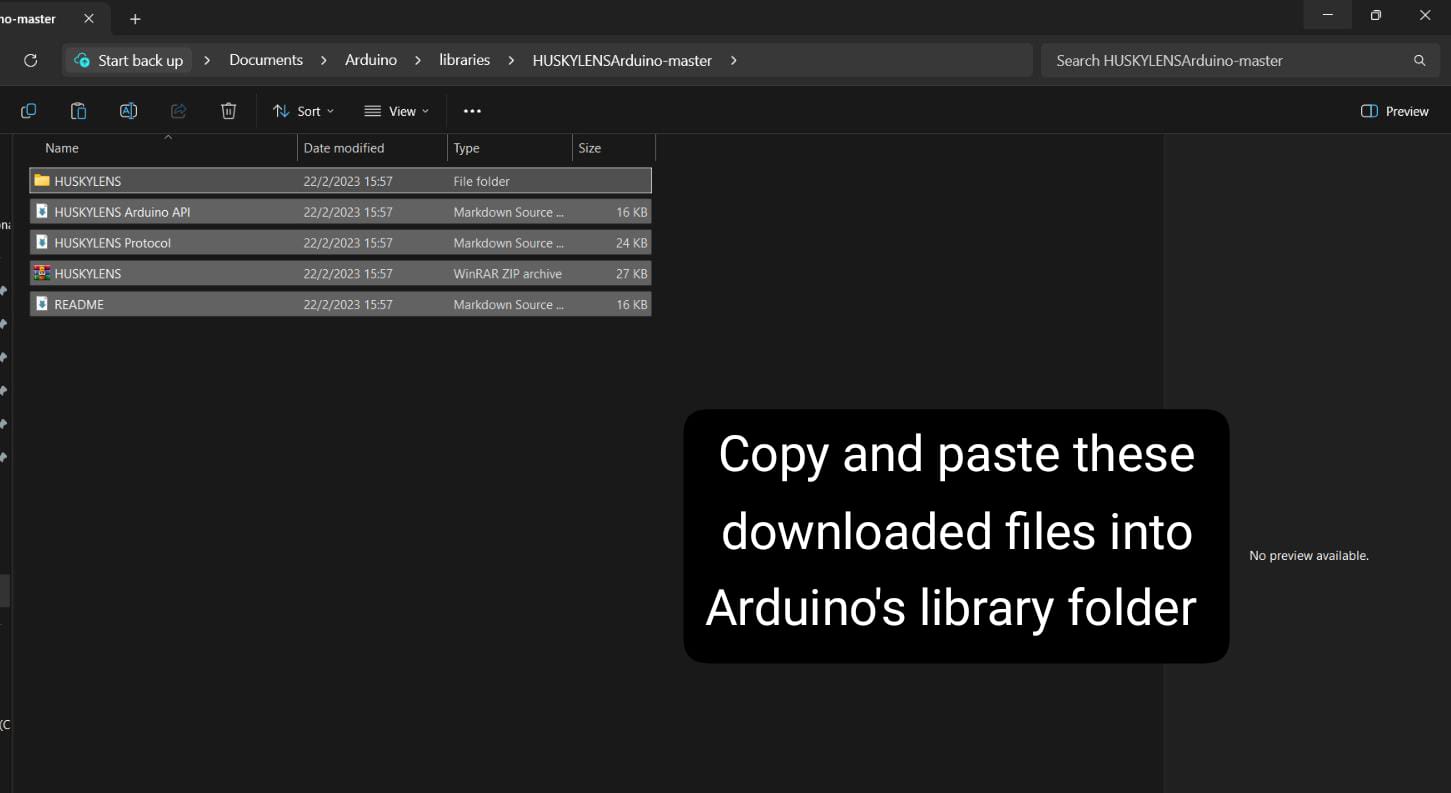 no-master
Start back up > Documents > Arduino > libraries > HUSKYLENSArduino-master >
Search HUSKYLENSArduino-master
Sort
View
Preview
Name Date modified Type Size
HUSKYLENS 22/2/2023 15:57 File folder
HUSKYLENS Arduino API 22/2/2023 15:57 Markdown Source ... 16 KB
HUSKYLENS Protocol 22/2/2023 15:57 Markdown Source ... 24 KB
HUSKYLENS 22/2/2023 15:57 WinRAR ZIP archive 27 KB
README 22/2/2023 15:57 Markdown Source ... 16 KB
Copy and paste these
downloaded files into
Arduino's library folder
No preview available.
(C